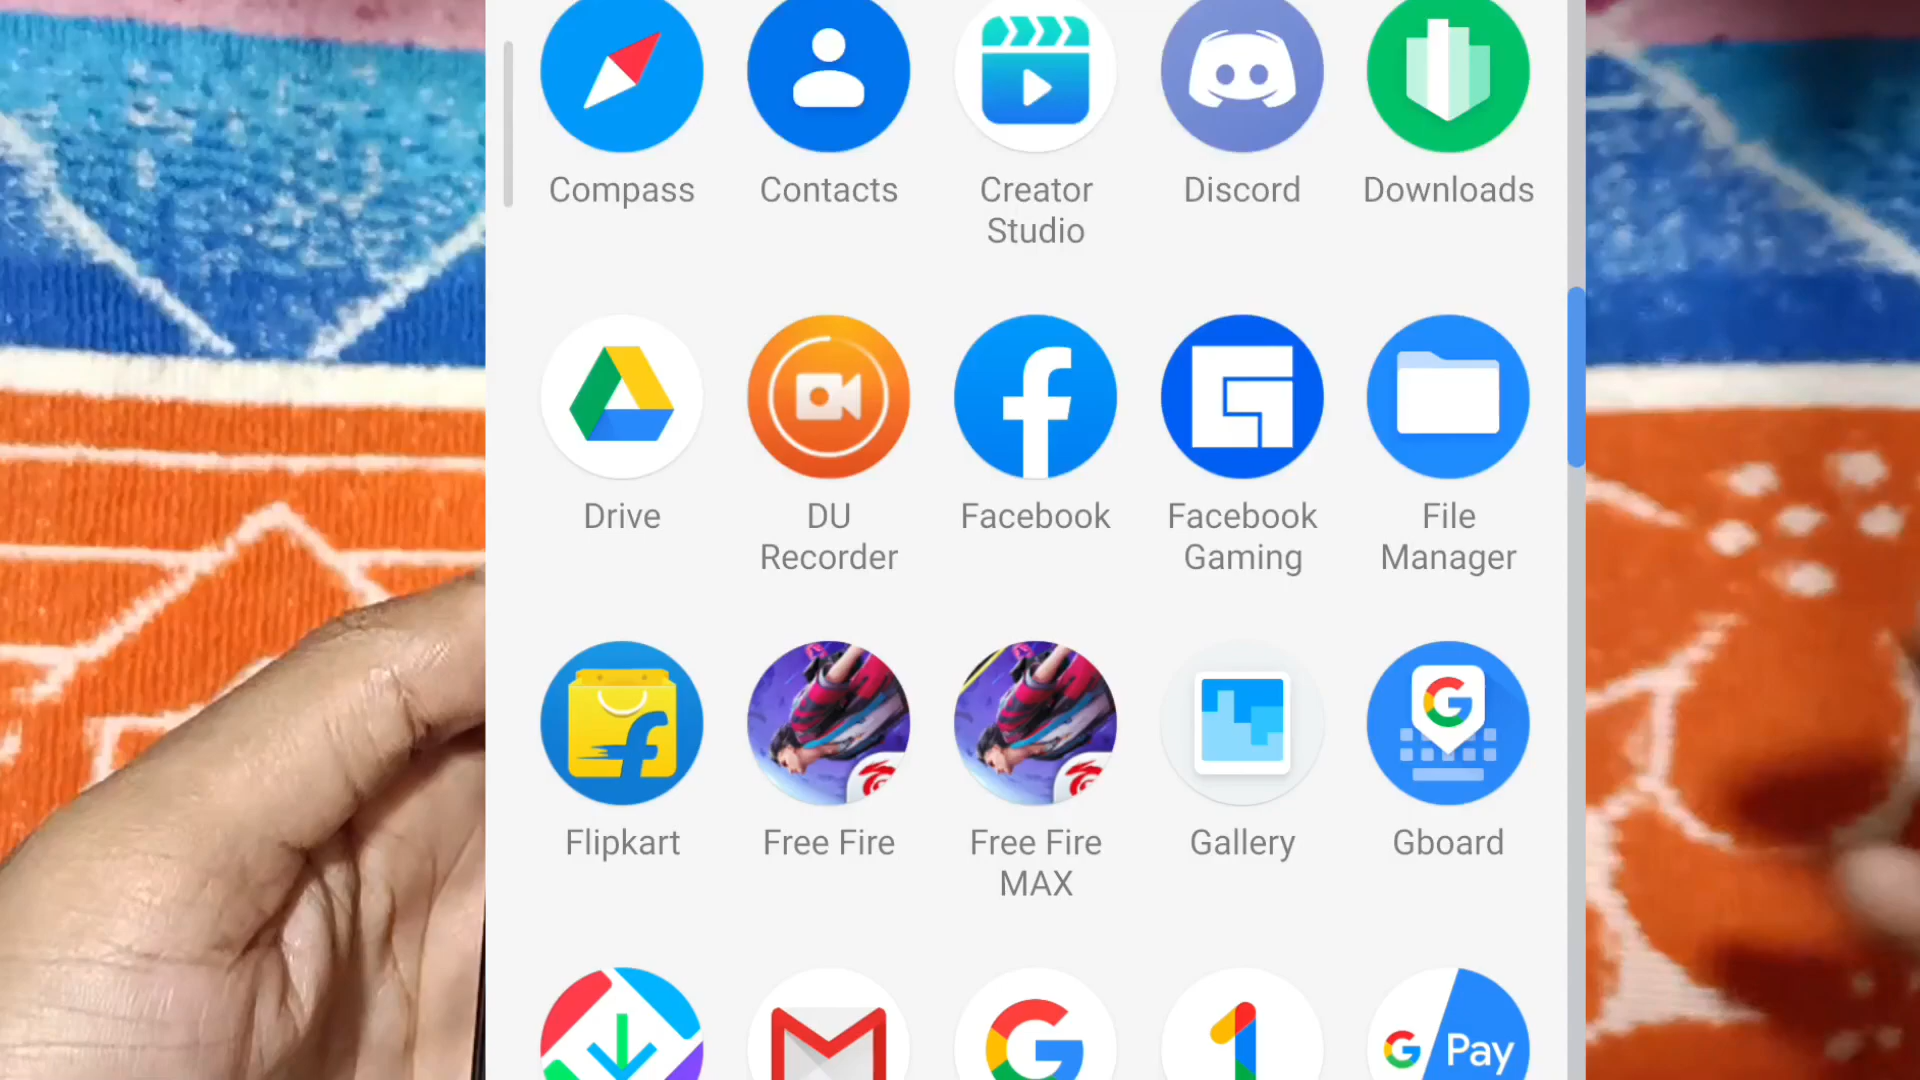 Compass
Contacts
Creator
Studio
Discord
Downloads
Drive
DU
Recorder
Facebook
Facebook
Gaming
File
Manager
Flipkart
Free Fire
Free Fire
MAX
Gallery
Gboard
G Pay